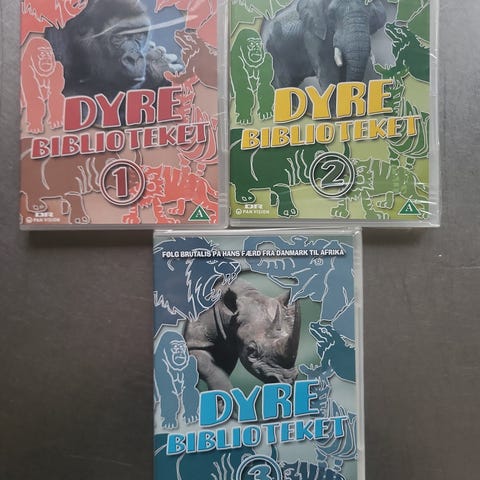 DYRE
BIBLIOTEKET
1
DR
PAN VISION
A
DYRE
BIBLIOTEKET
2
DR
PAN VISION
A
FØLG BRUTALIS PÅ HANS FÆRD FRA DANMARK TIL AFRIKA
DYRE
BIBLIOTEKET
3